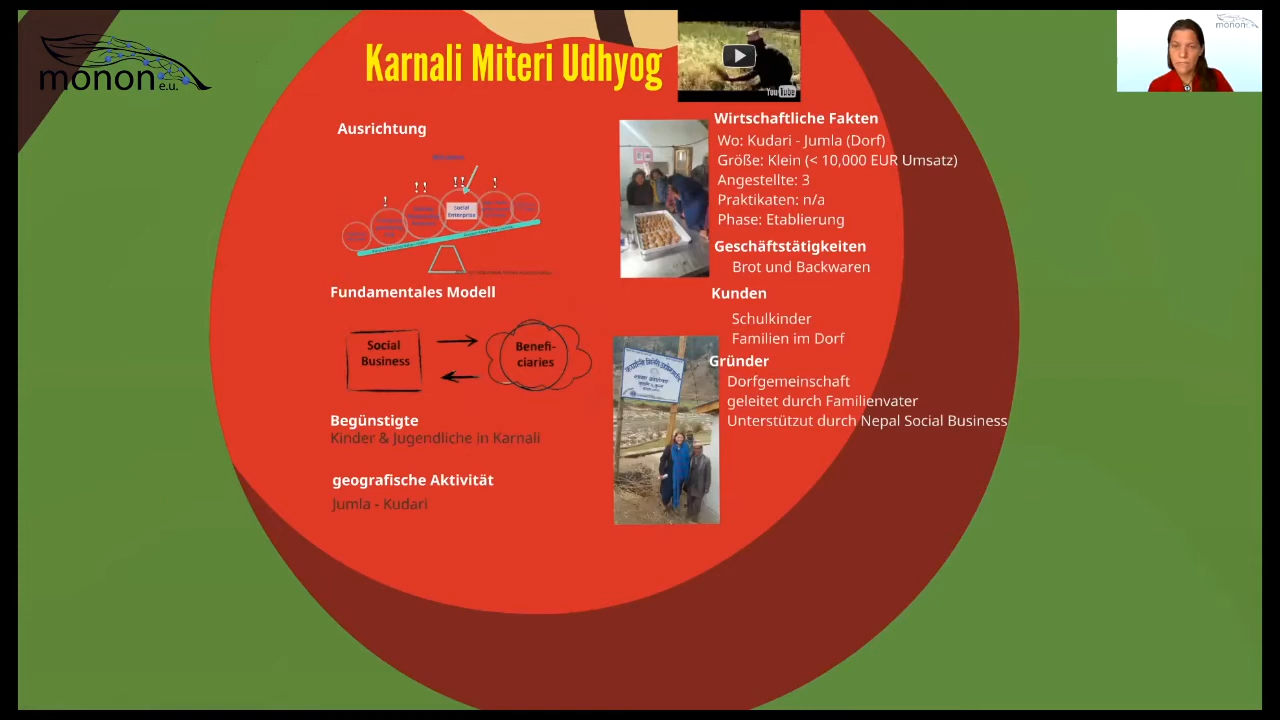 monon e.u.
Karnali Miteri Udhyog
You Tube
monon
Ausrichtung
Social
Enterprise
Fundamentales Modell
Social
Business
Benefi-
ciaries
Begünstigte
Kinder & Jugendliche in Karnali
geografische Aktivität
Jumla - Kudari
Wirtschaftliche Fakten
Wo: Kudari - Jumla (Dorf)
Größe: Klein (< 10,000 EUR Umsatz)
Angestellte: 3
Praktikaten: n/a
Phase: Etablierung
Geschäftstätigkeiten
Brot und Backwaren
Kunden
Schulkinder
Familien im Dorf
Gründer
Dorfgemeinschaft
geleitet durch Familienvater
Unterstützut durch Nepal Social Business